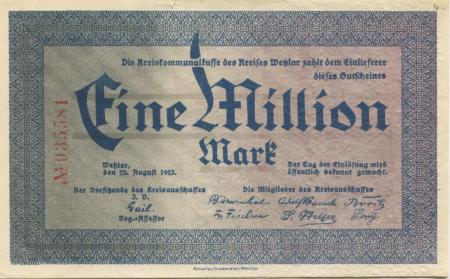 Die Kreiskommunalkasse des Kreises Wetzlar zahlt dem Einlieferer
dieses Gutscheines
Eine Million
Mark
№ 035581
Wetzlar,
den 23. August 1923.
Der Tag der Einlösung wird
öffentlich bekannt gemacht.
Der Vorsitzende des Kreisausschusses
J. V.
Gail,
Reg.-Assessor
Die Mitglieder des Kreisausschusses